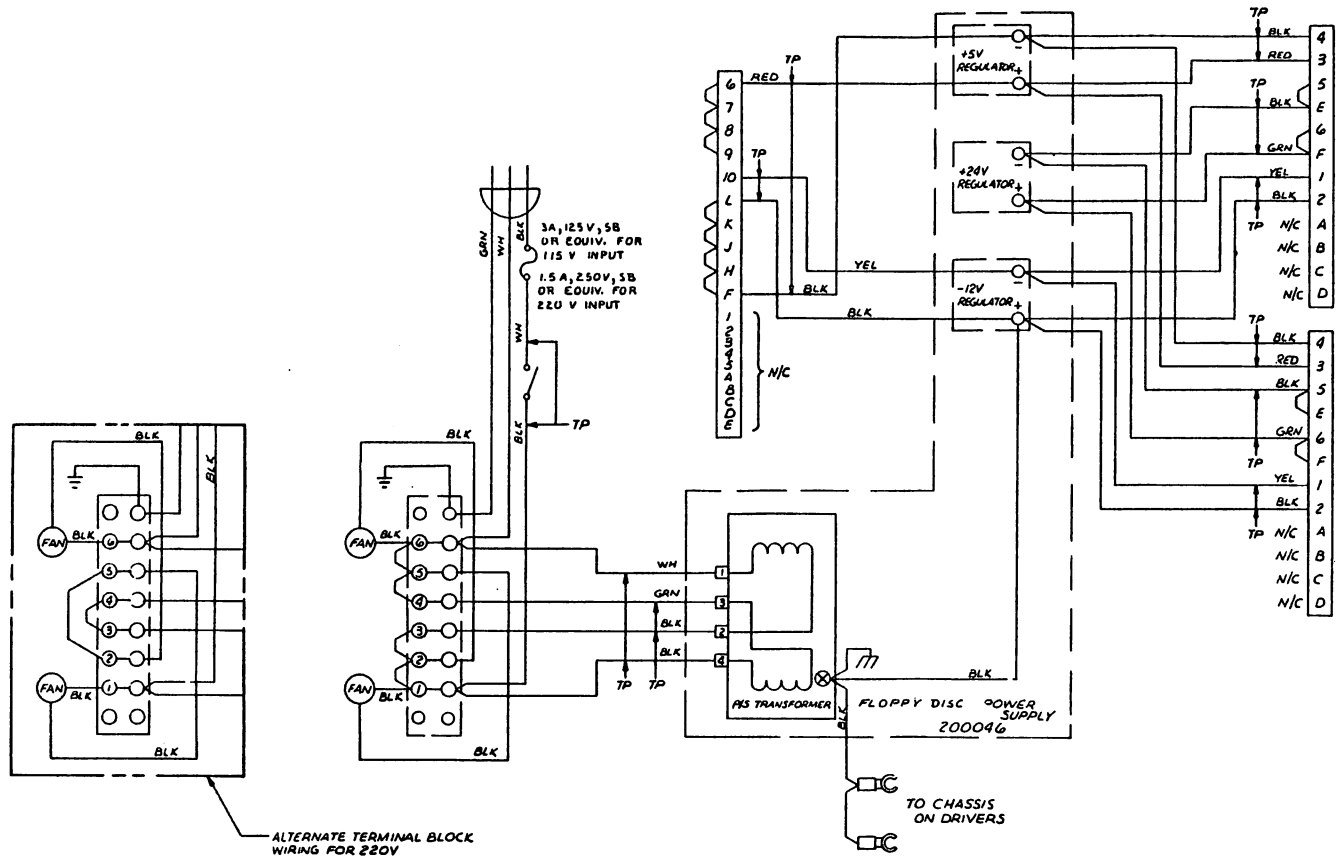 TP
BLK
4
RED
3
5
TP
BLK
E
6
GRN
F
YEL
1
BLK
2
TP
N/C A
N/C B
N/C C
N/C D
TP
BLK
4
RED
3
BLK
5
E
GRN
6
TP
F
YEL
1
BLK
2
TP
N/C A
N/C B
N/C C
N/C D
+5V
REGULATOR
-
+
+24V
REGULATOR
-
+
-12V
REGULATOR
-
+
TP
6
RED
7
8
9
TP
10
L
K
J
H
YEL
F
BLK
BLK
1
2
3
4
5
A
B
C
D
E
N/C
GRN
WH
BLK
3A, 125V, SB
OR EQUIV. FOR
115 V INPUT
1.5 A, 250V, SB
OR EQUIV. FOR
220 V INPUT
WH
BLK
TP
BLK
BLK
FAN
BLK
6
5
4
3
2
1
FAN
BLK
BLK
ALTERNATE TERMINAL BLOCK
WIRING FOR 220V
BLK
FAN
BLK
6
5
4
3
2
1
FAN
BLK
BLK
WH
1
GRN
3
BLK
2
BLK
4
TP
TP
P/S TRANSFORMER
BLK
BLK
FLOPPY DISC POWER
SUPPLY
200046
TO CHASSIS
ON DRIVERS